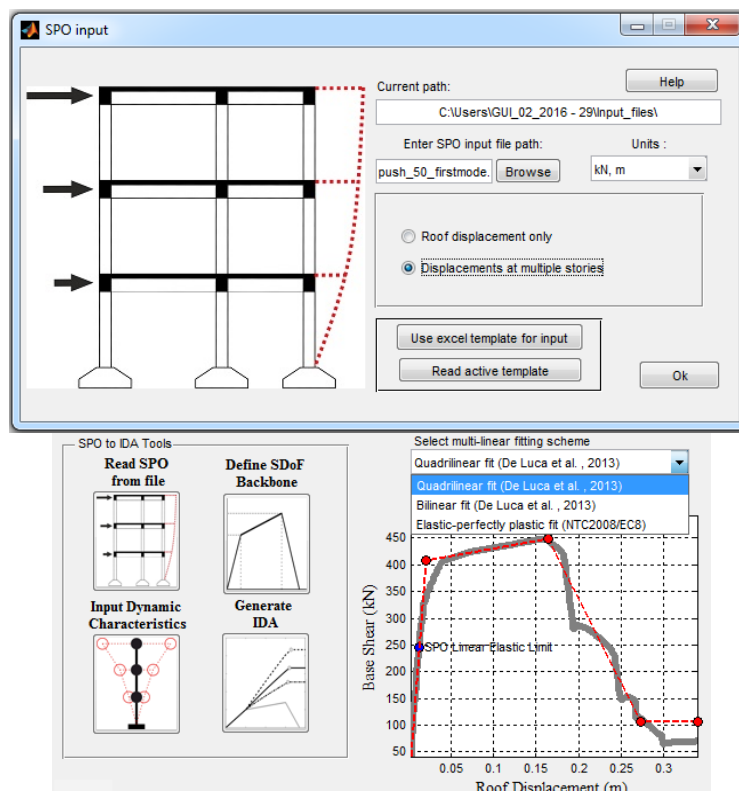 SPO input
Help
Current path:
C:\Users\GUI_02_2016 - 29\Input_files\
Enter SPO input file path:
Units :
push_50_firstmode.
Browse
kN, m
Roof displacement only
Displacements at multiple stories
Use excel template for input
Read active template
Ok
SPO to IDA Tools
Read SPO
from file
Define SDoF
Backbone
Input Dynamic
Characteristics
Generate
IDA
Select multi-linear fitting scheme
Quadrilinear fit (De Luca et al. , 2013)
Quadrilinear fit (De Luca et al. , 2013)
Bilinear fit (De Luca et al. , 2013)
Elastic-perfectly plastic fit (NTC2008/EC8)
450
400
350
300
250
200
150
100
50
Base Shear (kN)
SPO Linear Elastic Limit
0.05 0.1 0.15 0.2 0.25 0.3
Roof Displacement (m)